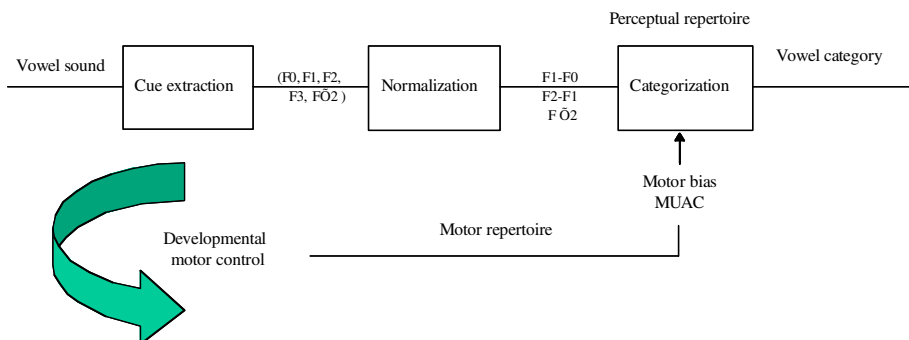 Perceptual repertoire
Vowel sound
Cue extraction
(F0, F1, F2,
F3, FÕ2 )
Normalization
F1-F0
F2-F1
F Õ2
Categorization
Vowel category
Motor bias
MUAC
Motor repertoire
Developmental
motor control